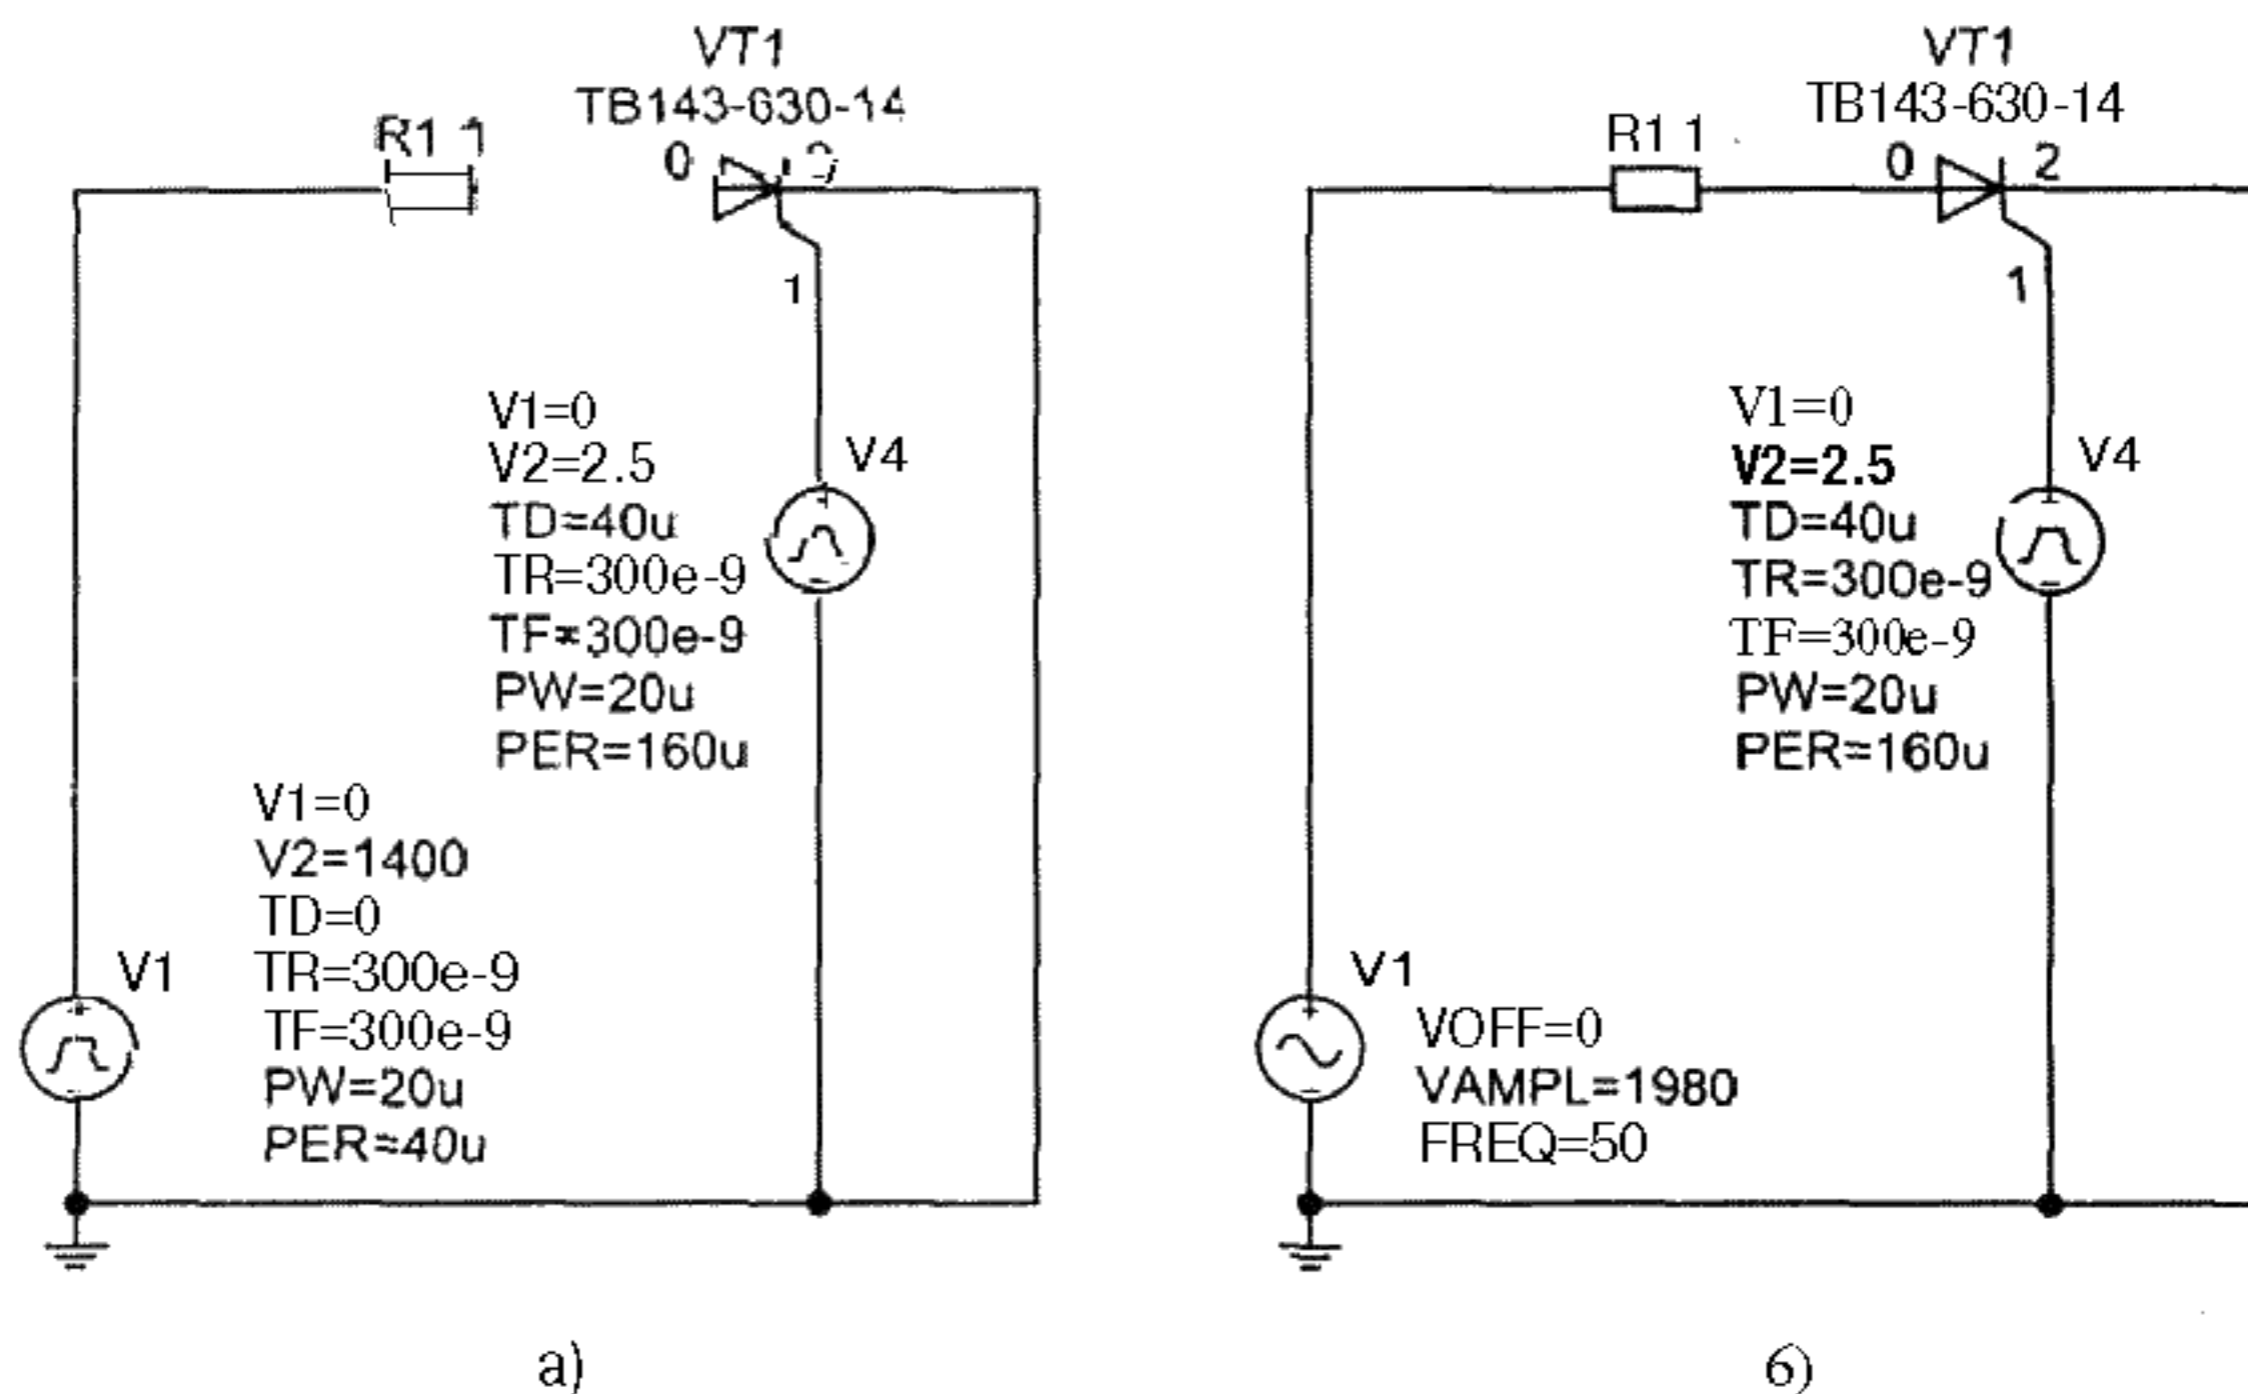 VT1
TB143-630-14
R1 1
0
1
V1=0
V2=2.5
TD=40u
TR=300e-9
TF=300e-9
PW=20u
PER=160u
V4
V1=0
V2=1400
TD=0
TR=300e-9
TF=300e-9
PW=20u
PER=40u
V1
а)
VT1
TB143-630-14
R1 1
0
2
1
V1=0
V2=2.5
TD=40u
TR=300e-9
TF=300e-9
PW=20u
PER=160u
V4
V1
VOFF=0
VAMPL=1980
FREQ=50
б)